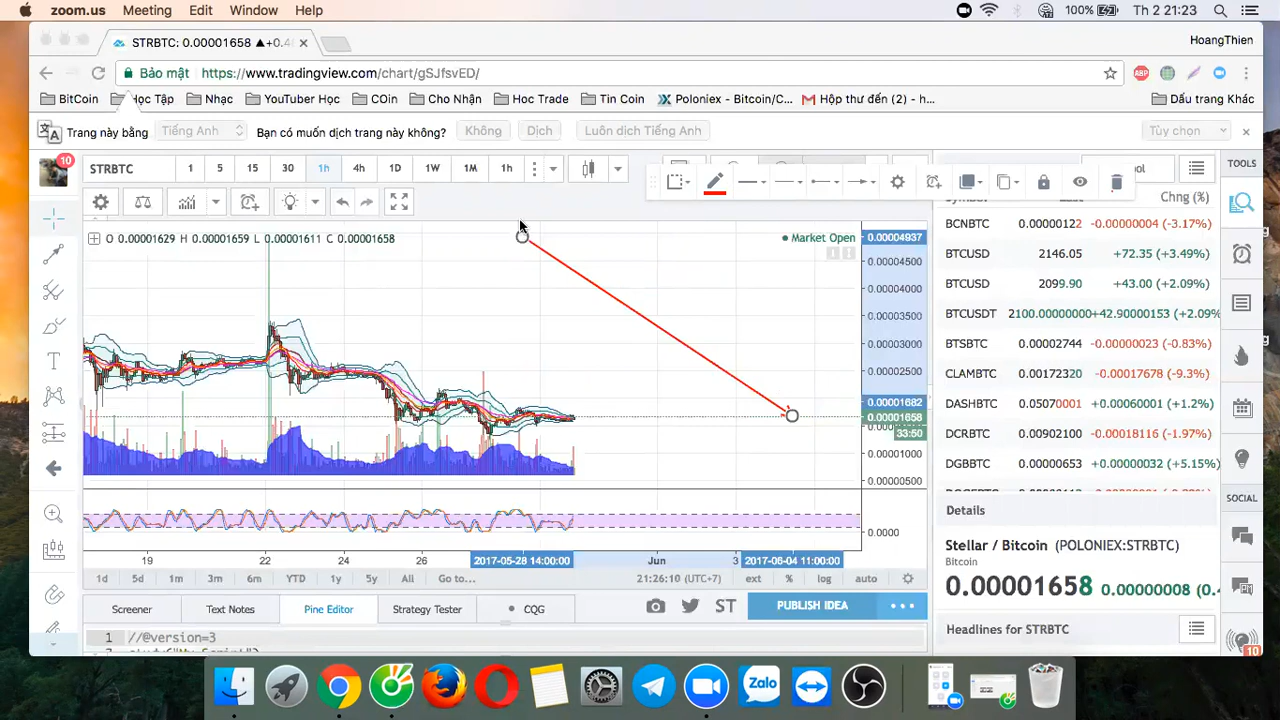 zoom.us Meeting Edit Window Help 100% Th 2 21:23
STRBTC: 0.00001658 ▲+0.4 HoangThien
Bảo mật https://www.tradingview.com/chart/gSJfsvED/
BitCoin Học Tập Nhạc YouTuber Học COin Cho Nhận Hoc Trade Tin Coin Poloniex - Bitcoin/C... Hộp thư đến (2) - h... Dấu trang Khác
Trang này bằng Tiếng Anh Bạn có muốn dịch trang này không? Không Dịch Luôn dịch Tiếng Anh Tùy chọn
10 STRBTC 1 5 15 30 1h 4h 1D 1W 1M 1h TOOLS
Chng (%)
O 0.00001629 H 0.00001659 L 0.00001611 C 0.00001658 Market Open
0.00004937
0.00004500
0.00004000
0.00003500
0.00003000
0.00002500
0.00001682
0.00001658
33:50
0.00001000
0.00000500
0.0000
BCNBTC 0.00000122 -0.00000004 (-3.17%)
BTCUSD 2146.05 +72.35 (+3.49%)
BTCUSD 2099.90 +43.00 (+2.09%)
BTCUSDT 2100.00000000 +42.90000153 (+2.09%
BTSBTC 0.00002744 -0.00000023 (-0.83%)
CLAMBTC 0.00172320 -0.00017678 (-9.3%)
DASHBTC 0.05070001 +0.00060001 (+1.2%)
DCRBTC 0.00902100 -0.00018116 (-1.97%)
DGBBTC 0.00000653 +0.00000032 (+5.15%)
SOCIAL
Details
Stellar / Bitcoin (POLONIEX:STRBTC)
Bitcoin
0.00001658 0.00000008 (0.
Headlines for STRBTC
10
19 22 24 26 2017-05-28 14:00:00 Jun 3 2017-06-04 11:00:00
1d 5d 1m 3m 6m YTD 1y 5y All Go to... 21:26:10 (UTC+7) ext % log auto
Screener Text Notes Pine Editor Strategy Tester CQG ST PUBLISH IDEA
1 //@version=3
Zalo